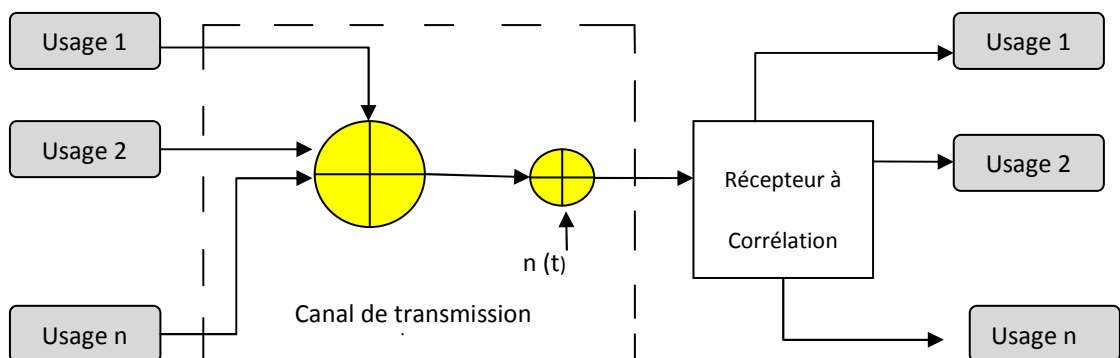 Usage 1
Usage 1
Usage 2
Usage 2
Récepteur à
Corrélation
n (t)
Canal de transmission
Usage n
Usage n